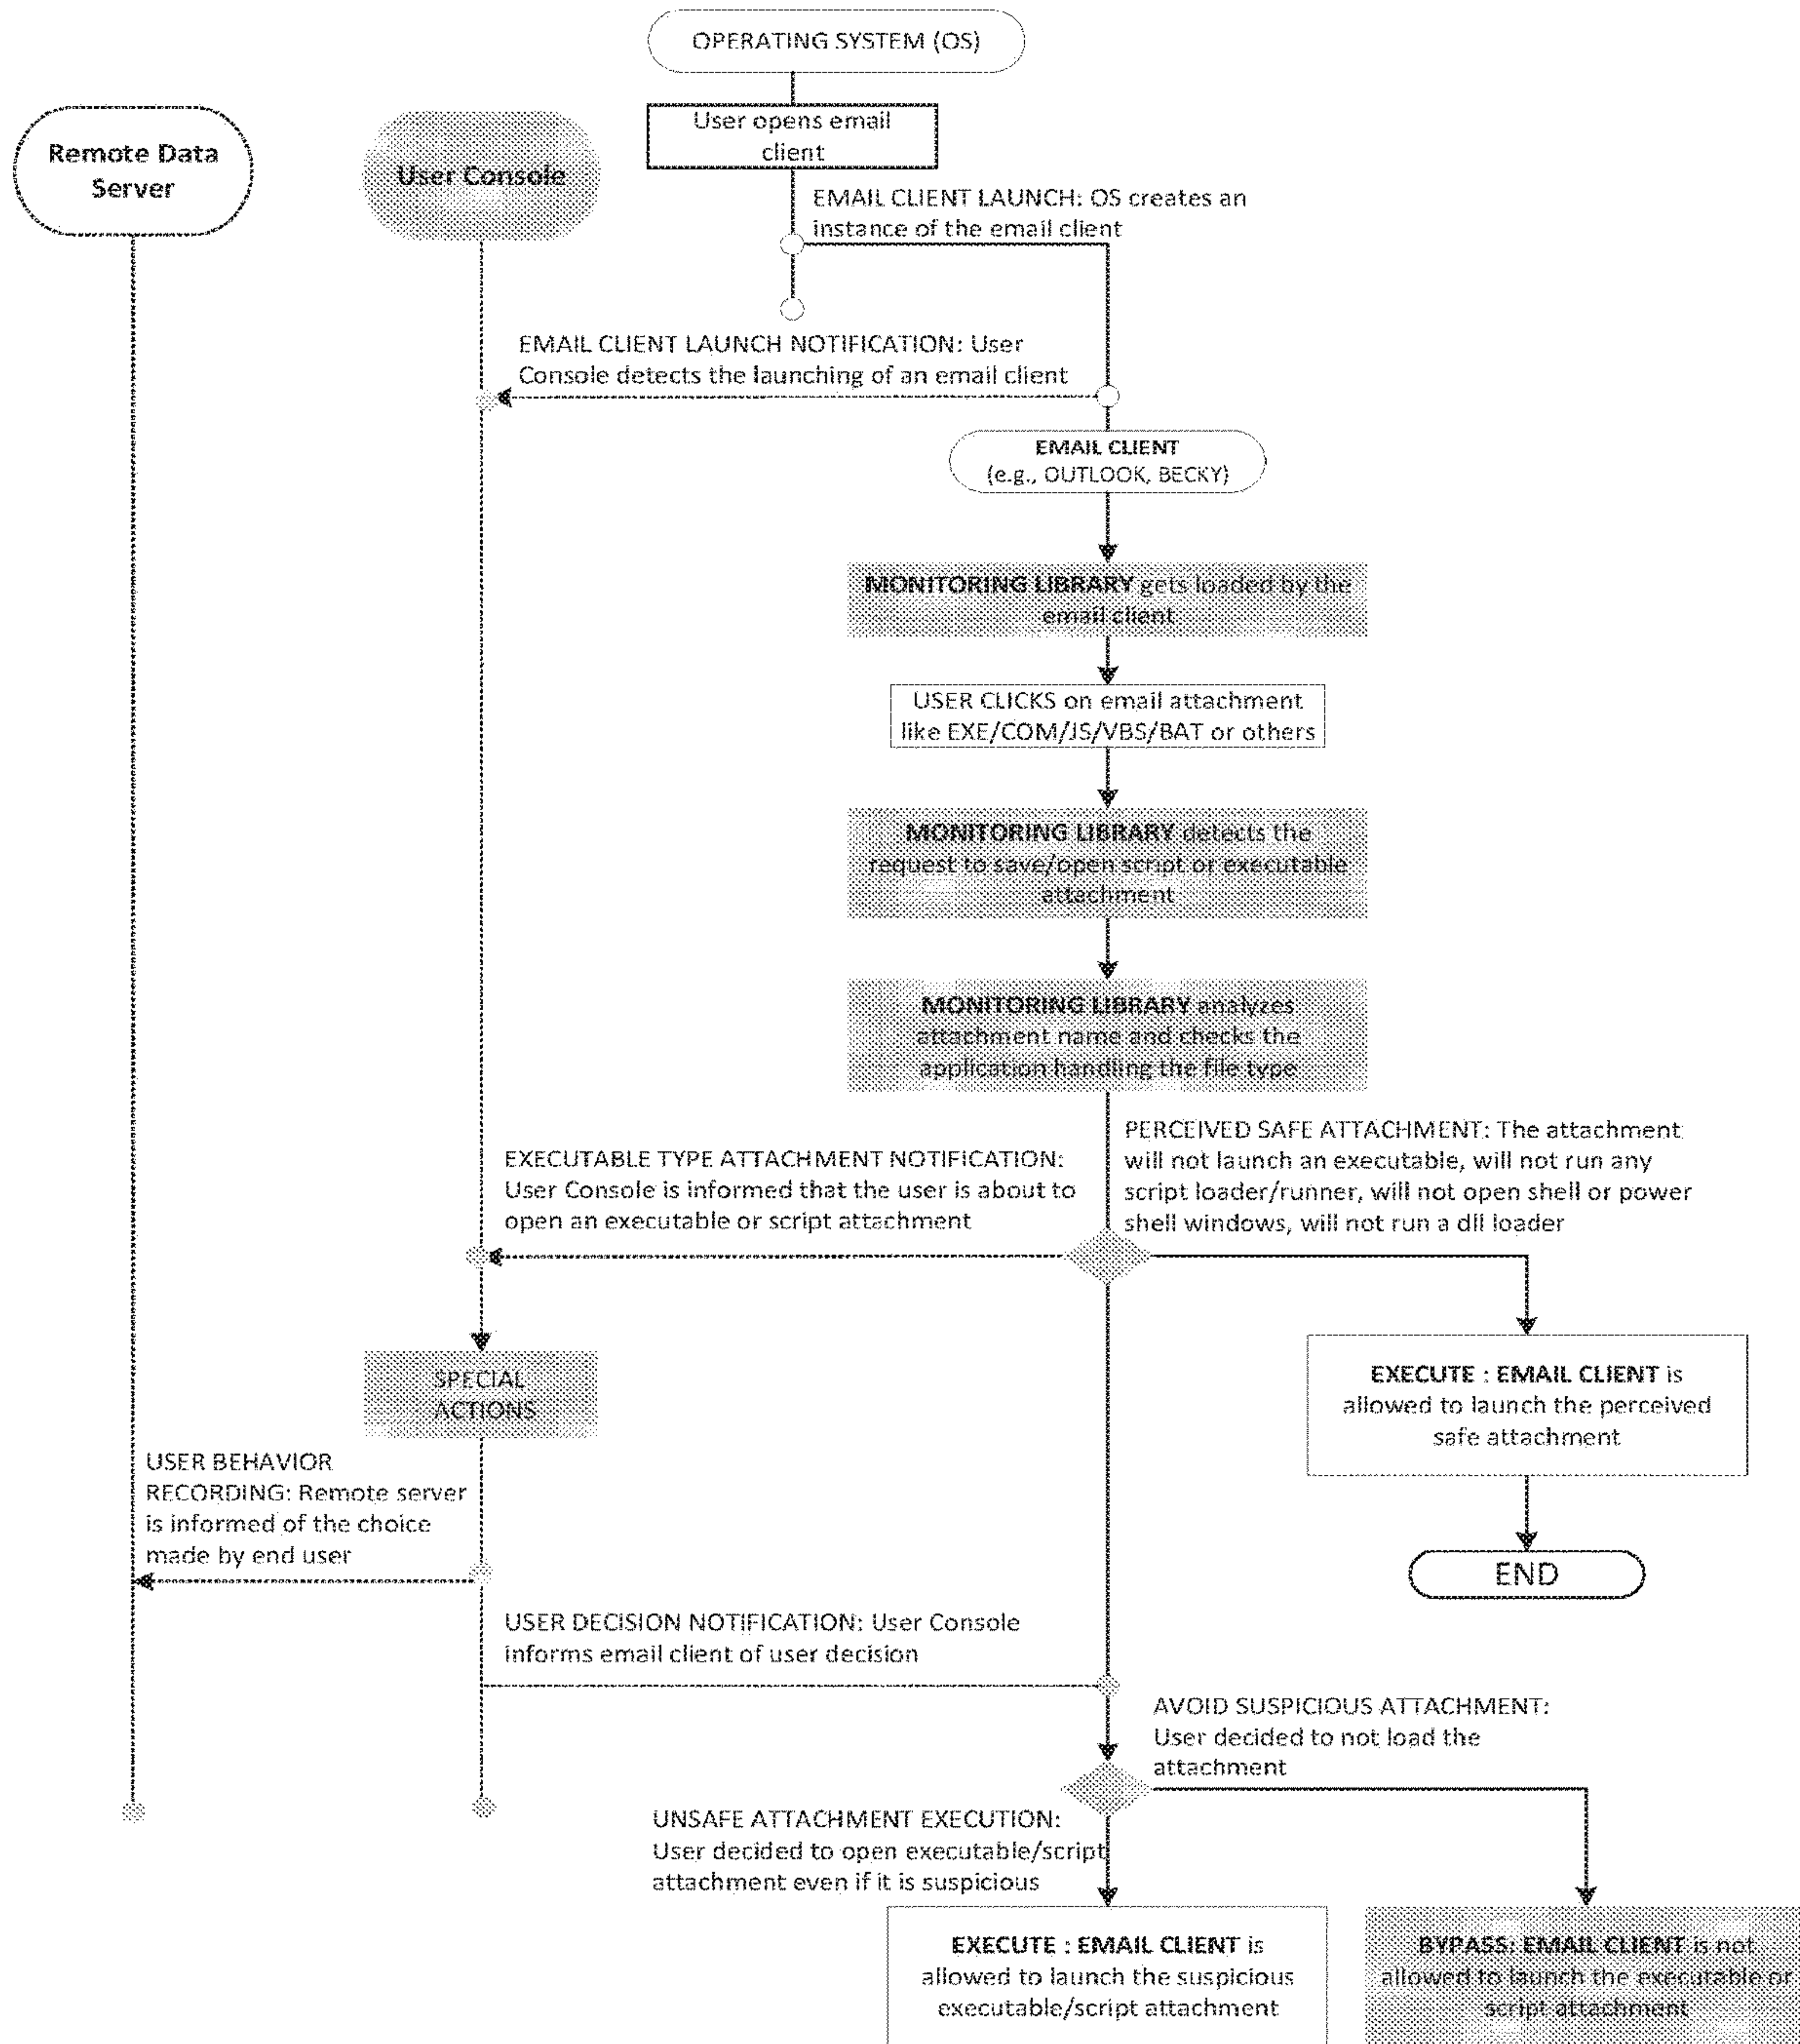 OPERATING SYSTEM (OS)
User opens email
client
Remote Data
Server
User Console
EMAIL CLIENT LAUNCH: OS creates an
instance of the email client
EMAIL CLIENT LAUNCH NOTIFICATION: User
Console detects the launching of an email client
EMAIL CLIENT
(e.g., OUTLOOK, BECKY)
MONITORING LIBRARY gets loaded by the
email client
USER CLICKS on email attachment
like EXE/COM/JS/VBS/BAT or others
MONITORING LIBRARY detects the
request to save/open script or executable
attachment
MONITORING LIBRARY analyzes
attachment name and checks the
application handling the file type
PERCEIVED SAFE ATTACHMENT: The attachment
will not launch an executable, will not run any
script loader/runner, will not open shell or power
shell windows, will not run a dll loader
EXECUTABLE TYPE ATTACHMENT NOTIFICATION:
User Console is informed that the user is about to
open an executable or script attachment
SPECIAL
ACTIONS
EXECUTE : EMAIL CLIENT is
allowed to launch the perceived
safe attachment
END
USER BEHAVIOR
RECORDING: Remote server
is informed of the choice
made by end user
USER DECISION NOTIFICATION: User Console
informs email client of user decision
AVOID SUSPICIOUS ATTACHMENT:
User decided to not load the
attachment
UNSAFE ATTACHMENT EXECUTION:
User decided to open executable/script
attachment even if it is suspicious
EXECUTE : EMAIL CLIENT is
allowed to launch the suspicious
executable/script attachment
BYPASS: EMAIL CLIENT is not
allowed to launch the executable or
script attachment